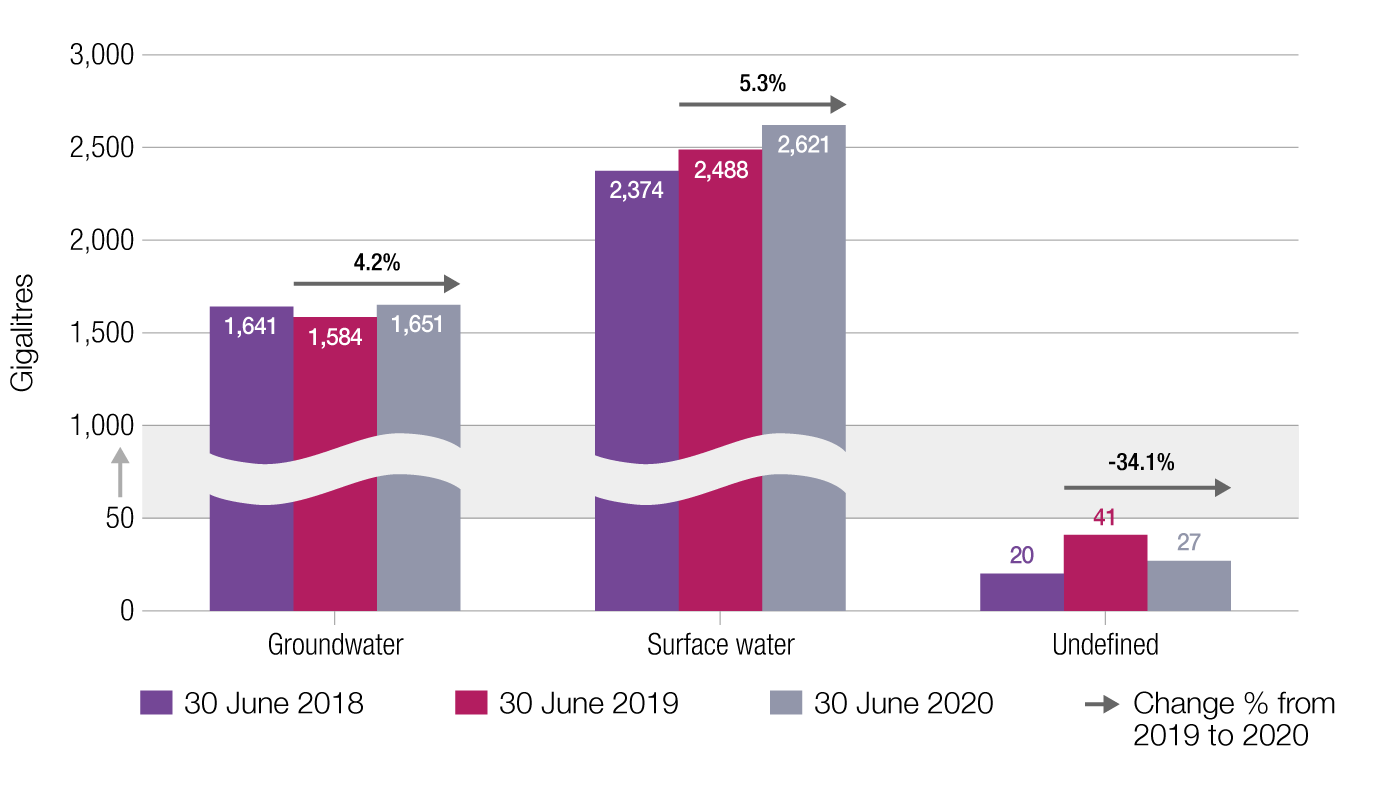 3,000
2,500
2,000
1,500
1,000
50
0
Gigalitres
4.2%
1,641
1,584
1,651
5.3%
2,374
2,488
2,621
-34.1%
20
41
27
Groundwater
Surface water
Undefined
30 June 2018
30 June 2019
30 June 2020
Change % from
2019 to 2020